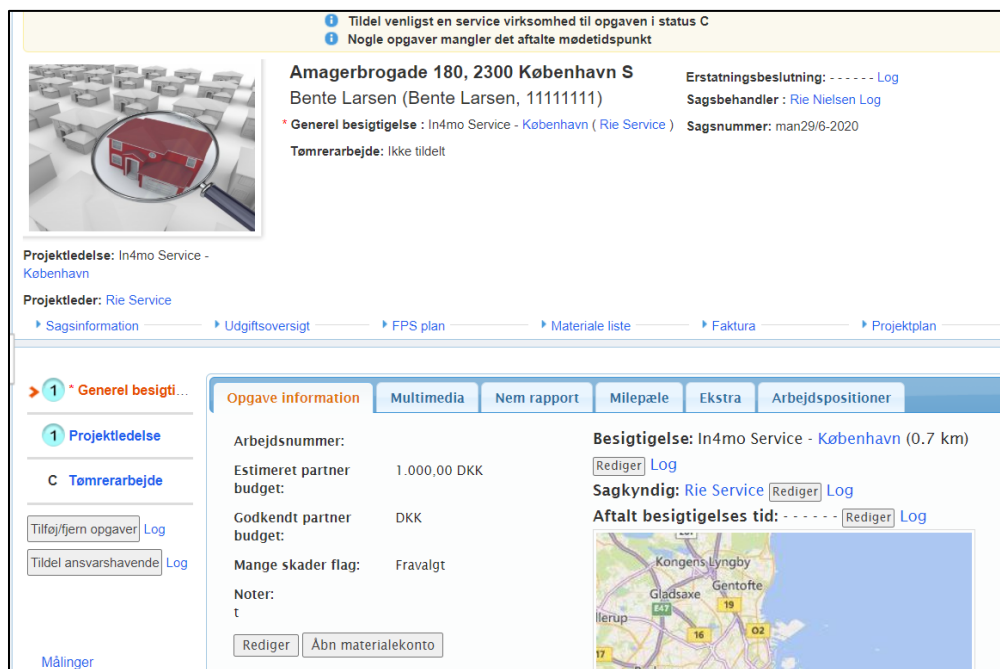 Tildel venligst en service virksomhed til opgaven i status C
Nogle opgaver mangler det aftalte mødetidspunkt
Amagerbrogade 180, 2300 København S
Bente Larsen (Bente Larsen, 11111111)
* Generel besigtigelse : In4mo Service - København ( Rie Service )
Tømrerarbejde: Ikke tildelt
Erstatningsbeslutning: - - - - - - Log
Sagsbehandler : Rie Nielsen Log
Sagsnummer: man29/6-2020
Projektledelse: In4mo Service -
København
Projektleder: Rie Service
Sagsinformation
Udgiftsoversigt
FPS plan
Materiale liste
Faktura
Projektplan
1 * Generel besigti...
1 Projektledelse
C Tømrerarbejde
Tilføj/fjern opgaver Log
Tildel ansvarshavende Log
Målinger
Opgave information
Multimedia
Nem rapport
Milepæle
Ekstra
Arbejdspositioner
Arbejdsnummer:
Estimeret partner 1.000,00 DKK
budget:
Godkendt partner DKK
budget:
Mange skader flag: Fravalgt
Noter:
t
Rediger Åbn materialekonto
Besigtigelse: In4mo Service - København (0.7 km)
Rediger Log
Sagkyndig: Rie Service Rediger Log
Aftalt besigtigelses tid: - - - - - - Rediger Log
Kongens Lyngby
Gentofte
Gladsaxe
E47
19
llerup
16
O2
17